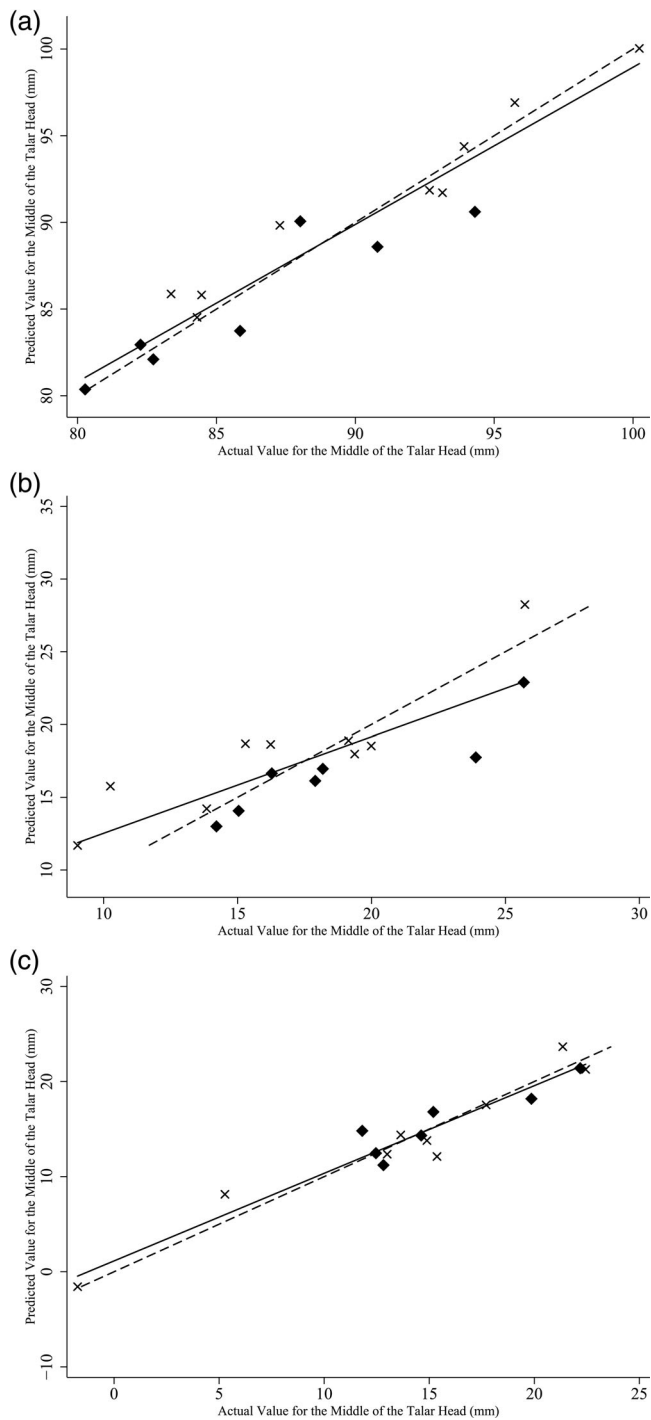 (a)
Predicted Value for the Middle of the Talar Head (mm)
100
95
90
85
80
80 85 90 95 100
Actual Value for the Middle of the Talar Head (mm)
(b)
Predicted Value for the Middle of the Talar Head (mm)
35
30
25
20
15
10
10 15 20 25 30
Actual Value for the Middle of the Talar Head (mm)
(c)
Predicted Value for the Middle of the Talar Head (mm)
30
20
10
0
−10
0 5 10 15 20 25
Actual Value for the Middle of the Talar Head (mm)